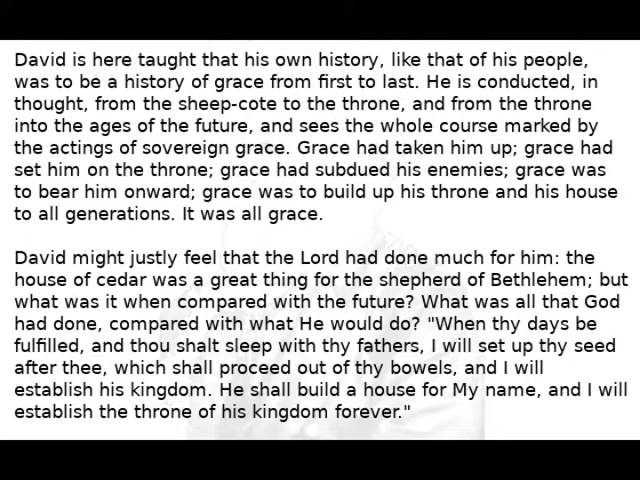 David is here taught that his own history, like that of his people,
was to be a history of grace from first to last. He is conducted, in
thought, from the sheep-cote to the throne, and from the throne
into the ages of the future, and sees the whole course marked by
the actings of sovereign grace. Grace had taken him up; grace had
set him on the throne; grace had subdued his enemies; grace was
to bear him onward; grace was to build up his throne and his house
to all generations. It was all grace.

David might justly feel that the Lord had done much for him: the
house of cedar was a great thing for the shepherd of Bethlehem; but
what was it when compared with the future? What was all that God
had done, compared with what He would do? "When thy days be
fulfilled, and thou shalt sleep with thy fathers, I will set up thy seed
after thee, which shall proceed out of thy bowels, and I will
establish his kingdom. He shall build a house for My name, and I will
establish the throne of his kingdom forever."